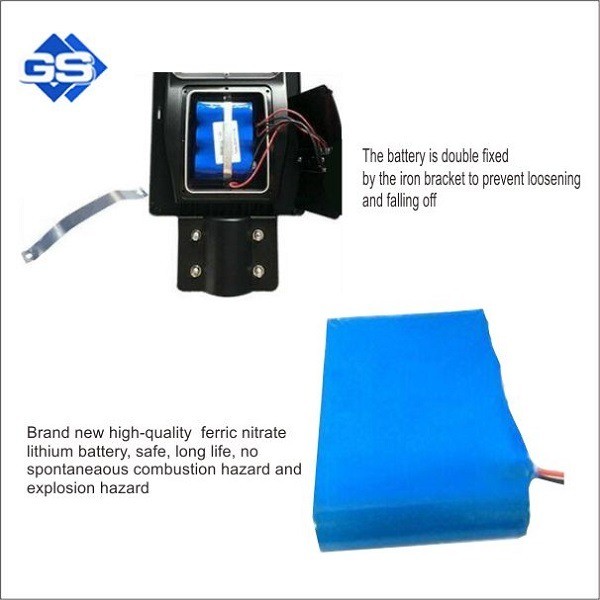 GS
The battery is double fixed
by the iron bracket to prevent loosening
and falling off
Brand new high-quality ferric nitrate
lithium battery, safe, long life, no
spontaneaous combustion hazard and
explosion hazard